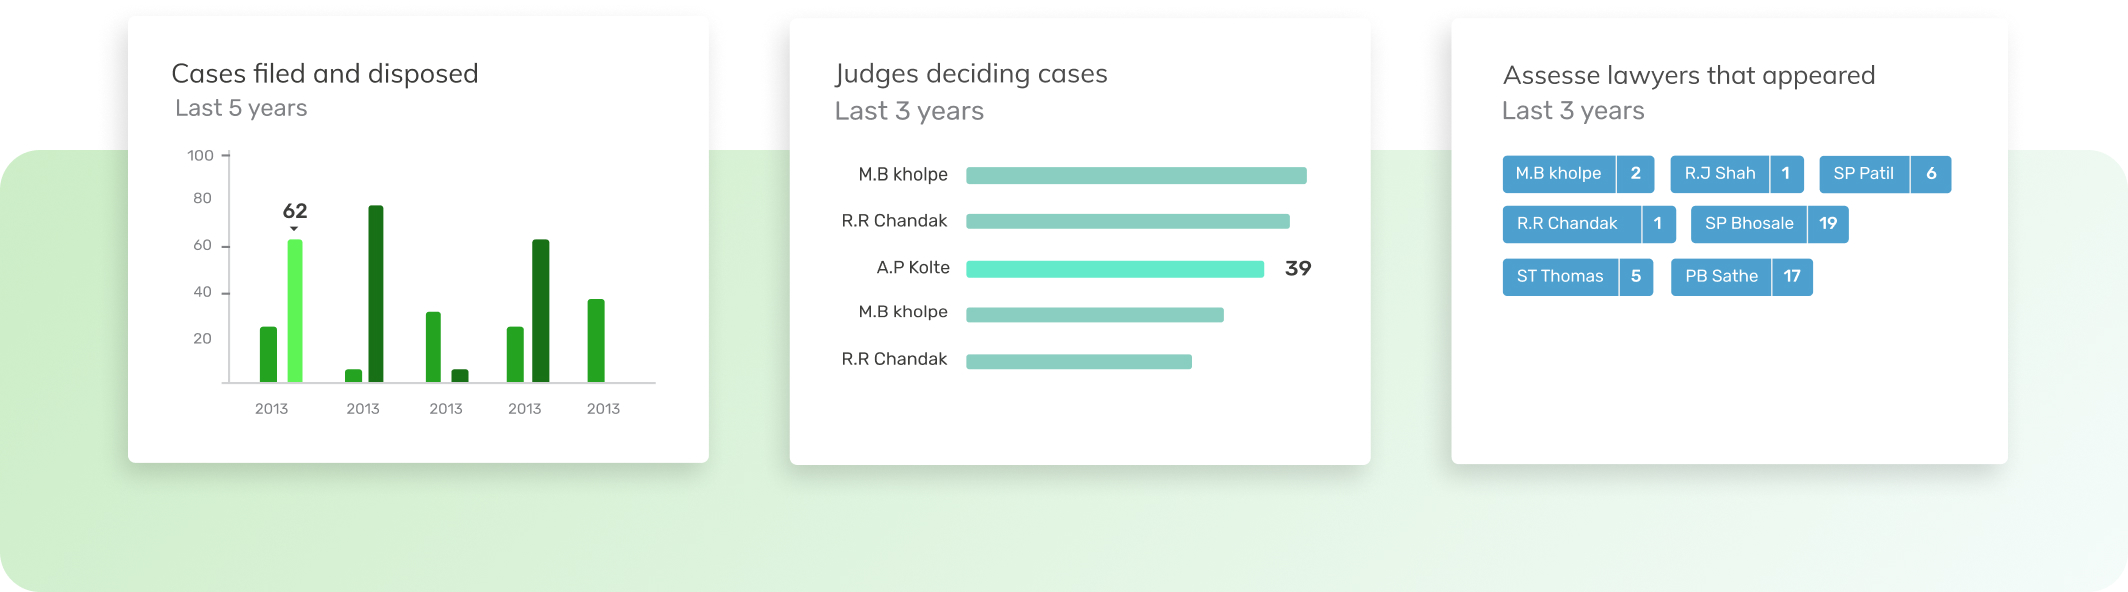 Cases filed and disposed
Last 5 years
100
80
60
40
20
62
2013 2013 2013 2013 2013
Judges deciding cases
Last 3 years
M.B kholpe
R.R Chandak
A.P Kolte 39
M.B kholpe
R.R Chandak
Assesse lawyers that appeared
Last 3 years
M.B kholpe 2 R.J Shah 1 SP Patil 6
R.R Chandak 1 SP Bhosale 19
ST Thomas 5 PB Sathe 17